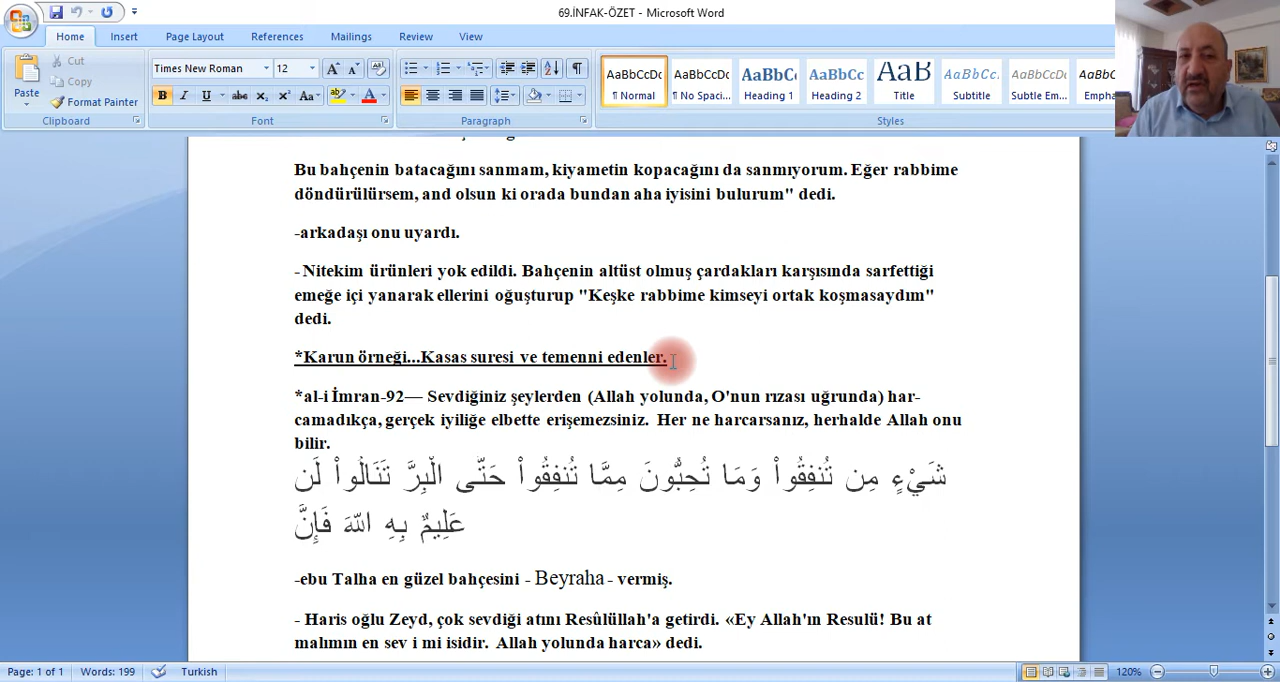 69.İNFAK-ÖZET - Microsoft Word
Home Insert Page Layout References Mailings Review View
Paste
Cut
Copy
Format Painter
Clipboard
Times New Roman 12
Font
Paragraph
AaBbCcDc AaBbCcDc AaBbCc AaBbCc AaB AaBbCc. AaBbCcDc AaBbC
¶ Normal ¶ No Spaci... Heading 1 Heading 2 Title Subtitle Subtle Em... Empha
Styles
Bu bahçenin batacağını sanmam, kiyametin kopacağını da sanmıyorum. Eğer rabbime
döndürülürsem, and olsun ki orada bundan aha iyisini bulurum" dedi.
-arkadaşı onu uyardı.
- Nitekim ürünleri yok edildi. Bahçenin altüst olmuş çardakları karşısında sarfettiği
emeğe içi yanarak ellerini oğuşturup "Keşke rabbime kimseyi ortak koşmasaydım"
dedi.
*Karun örneği...Kasas suresi ve temenni edenler.
*al-i İmran-92— Sevdiğiniz şeylerden (Allah yolunda, O'nun rızası uğrunda) har-
camadıkça, gerçek iyiliğe elbette erişemezsiniz. Her ne harcarsanız, herhalde Allah onu
bilir.
لَن تَنَالُواْ الْبِرَّ حَتَّى تُنفِقُواْ مِمَّا تُحِبُّونَ وَمَا تُنفِقُواْ مِن شَيْءٍ
فَإِنَّ اللهَ بِهِ عَلِيمٌ
-ebu Talha en güzel bahçesini - Beyraha - vermiş.
- Haris oğlu Zeyd, çok sevdiği atını Resûlüllah'a getirdi. «Ey Allah'ın Resulü! Bu at
malımın en sev i mi isidir. Allah yolunda harca» dedi.
Page: 1 of 1 Words: 199 Turkish 120%